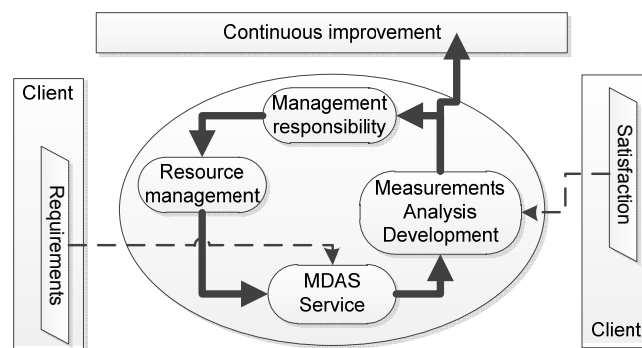 Continuous improvement
Client
Requirements
Management
responsibility
Resource
management
Measurements
Analysis
Development
MDAS
Service
Satisfaction
Client